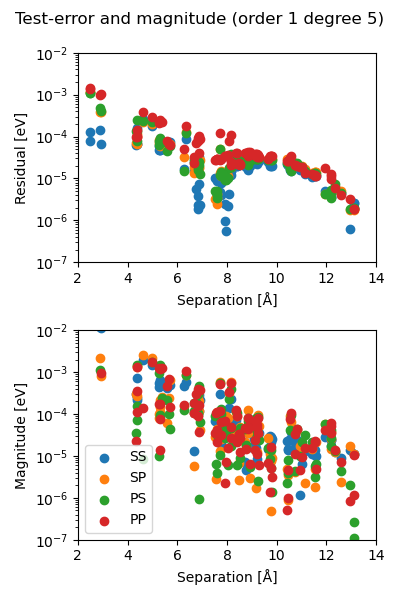 Test-error and magnitude (order 1 degree 5)
10⁻²
10⁻³
10⁻⁴
10⁻⁵
10⁻⁶
10⁻⁷
Residual [eV]
2 4 6 8 10 12 14
Separation [Å]
10⁻²
10⁻³
10⁻⁴
10⁻⁵
10⁻⁶
10⁻⁷
Magnitude [eV]
SS
SP
PS
PP
2 4 6 8 10 12 14
Separation [Å]